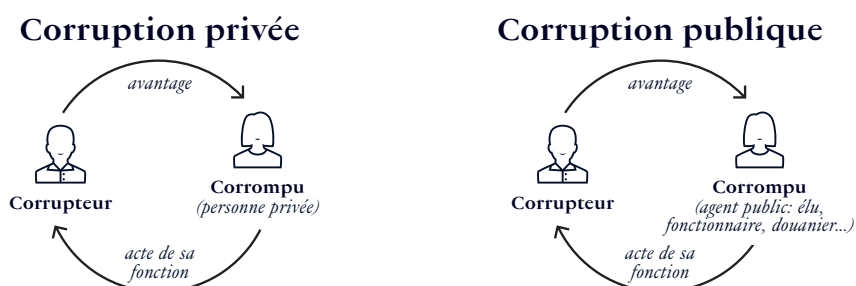 Corruption privée
avantage
Corrupteur
Corrompu
(personne privée)
acte de sa
fonction
Corruption publique
avantage
Corrupteur
Corrompu
(agent public: élu,
fonctionnaire, douanier...)
acte de sa
fonction